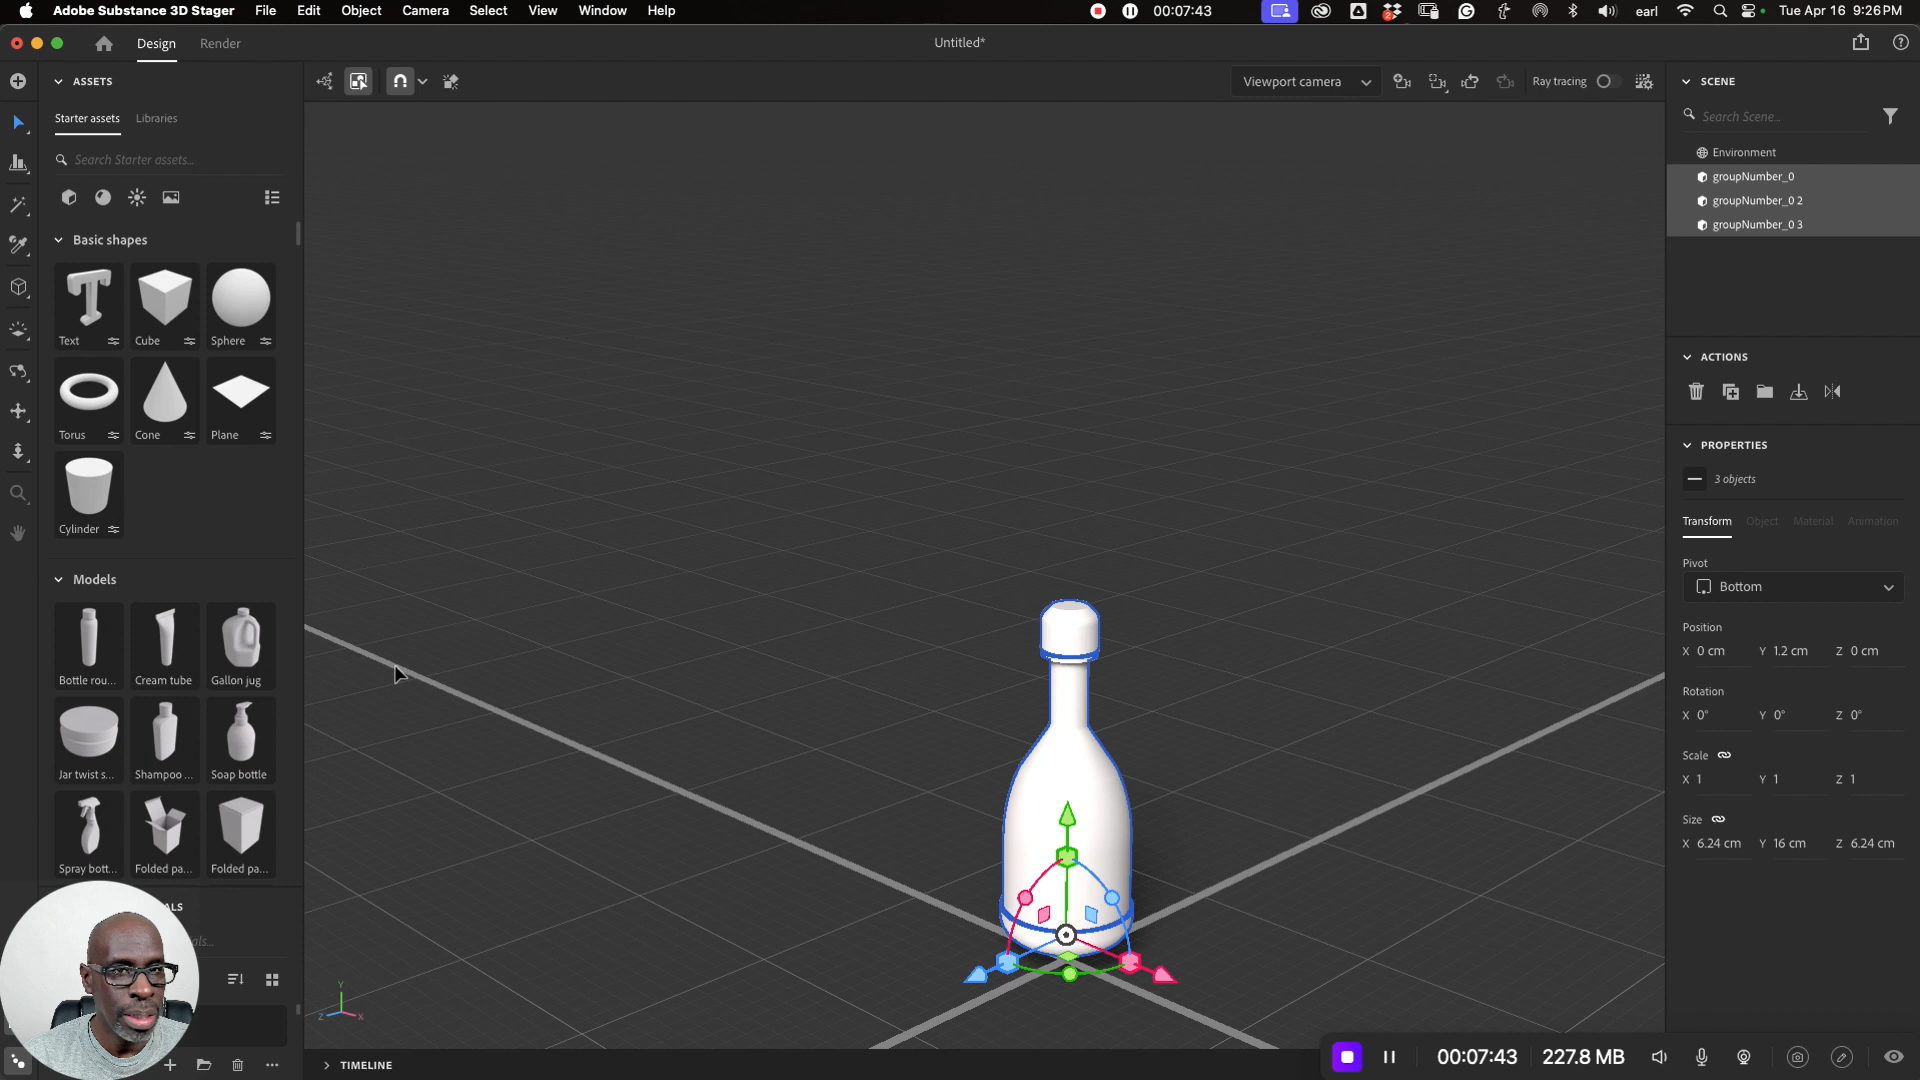 Adobe Substance 3D Stager File Edit Object Camera Select View Window Help 00:07:43 earl Tue Apr 16 9:26 PM
Design Render Untitled*
ASSETS
Starter assets Libraries
Search Starter assets...
Basic shapes
Text Cube Sphere
Torus Cone Plane
Cylinder
Models
Bottle rou... Cream tube Gallon jug
Jar twist s... Shampoo ... Soap bottle
Spray bott... Folded pa... Folded pa...
ALS
als...
Viewport camera Ray tracing
Y
Z X
TIMELINE
SCENE
Search Scene...
Environment
groupNumber_0
groupNumber_0 2
groupNumber_0 3
ACTIONS
PROPERTIES
3 objects
Transform Object Material Animation
Pivot
Bottom
Position
X 0 cm Y 1.2 cm Z 0 cm
Rotation
X 0° Y 0° Z 0°
Scale
X 1 Y 1 Z 1
Size
X 6.24 cm Y 16 cm Z 6.24 cm
00:07:43 227.8 MB